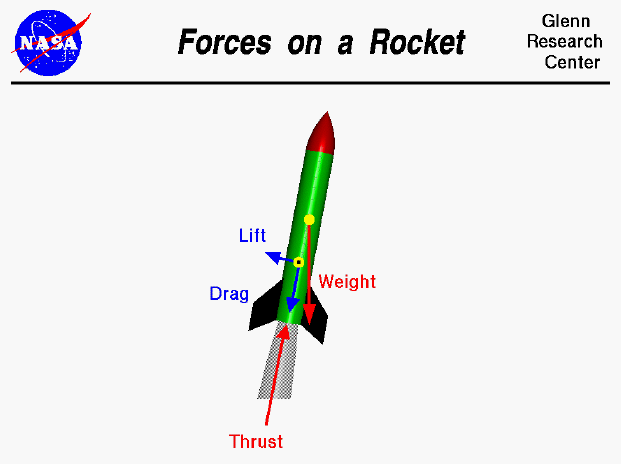 NASA
Forces on a Rocket
Glenn
Research
Center
Lift
Weight
Drag
Thrust